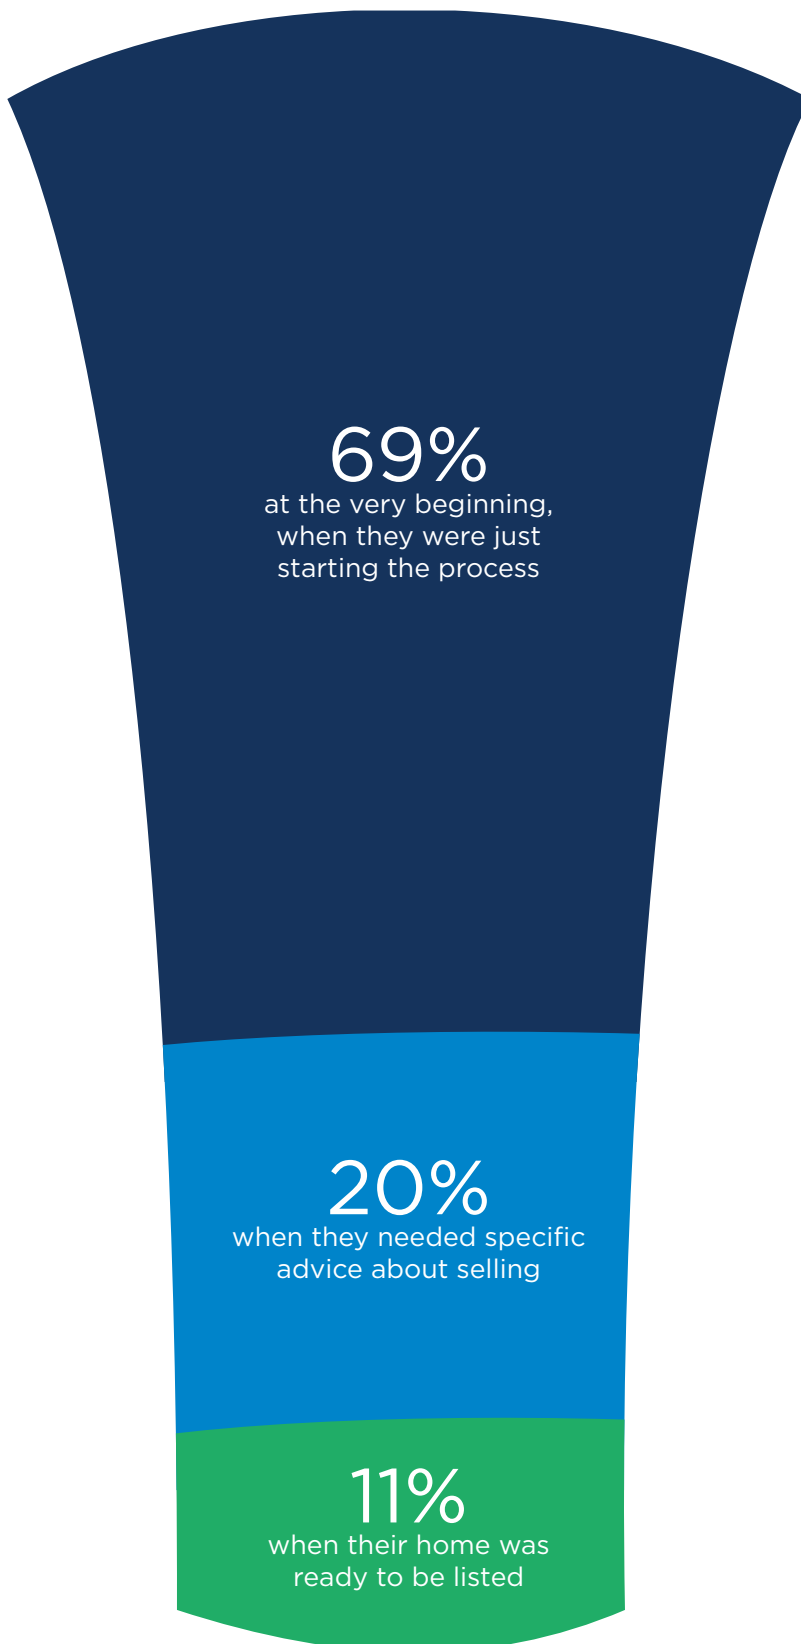 69%
at the very beginning,
when they were just
starting the process
20%
when they needed specific
advice about selling
11%
when their home was
ready to be listed